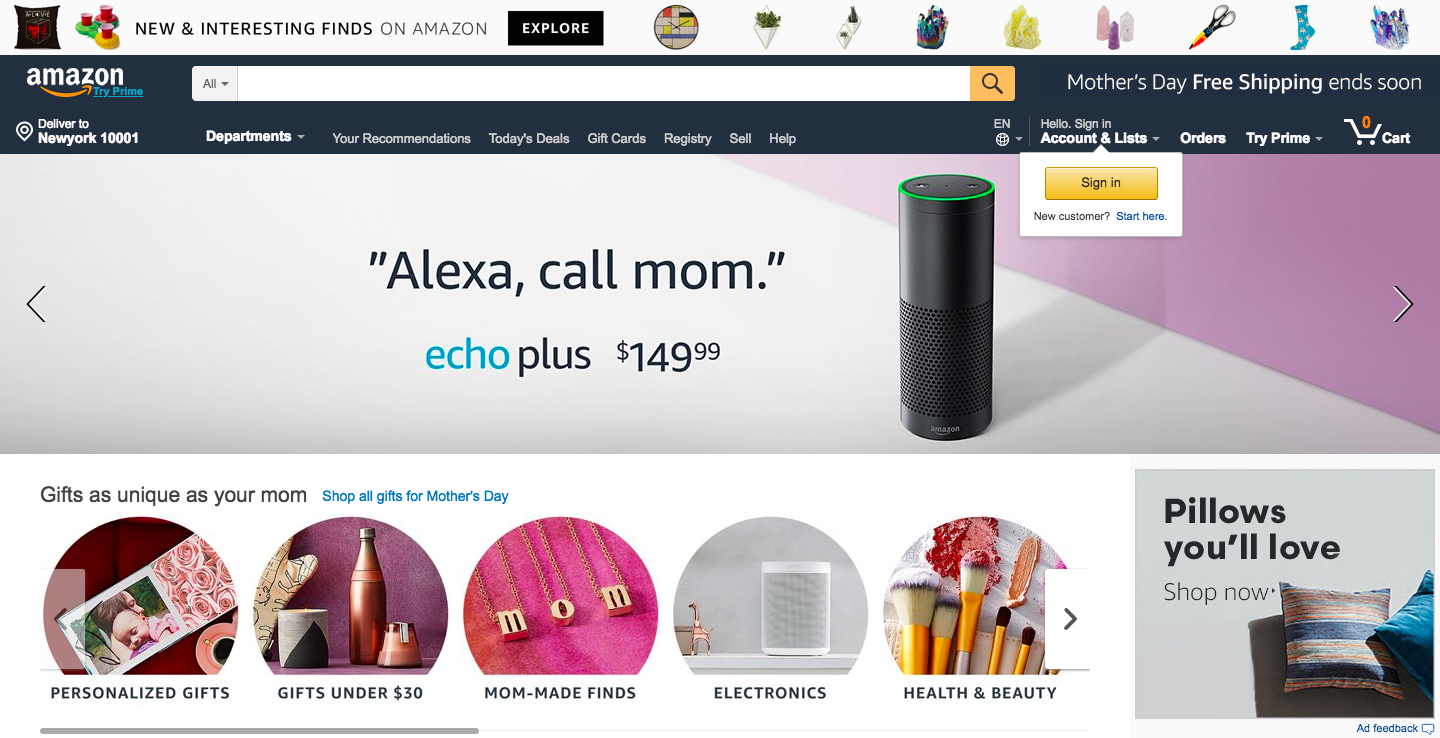 NEW & INTERESTING FINDS ON AMAZON EXPLORE
amazon
Try Prime
All
Mother's Day Free Shipping ends soon
Deliver to
Newyork 10001
Departments
Your Recommendations
Today's Deals
Gift Cards
Registry
Sell
Help
EN
Hello. Sign in
Account & Lists
Orders
Try Prime
0
Cart
Sign in
New customer? Start here.
"Alexa, call mom."
echo plus $149.99
amazon
Gifts as unique as your mom Shop all gifts for Mother's Day
PERSONALIZED GIFTS
GIFTS UNDER $30
MOM-MADE FINDS
ELECTRONICS
HEALTH & BEAUTY
Pillows
you'll love
Shop now
Ad feedback